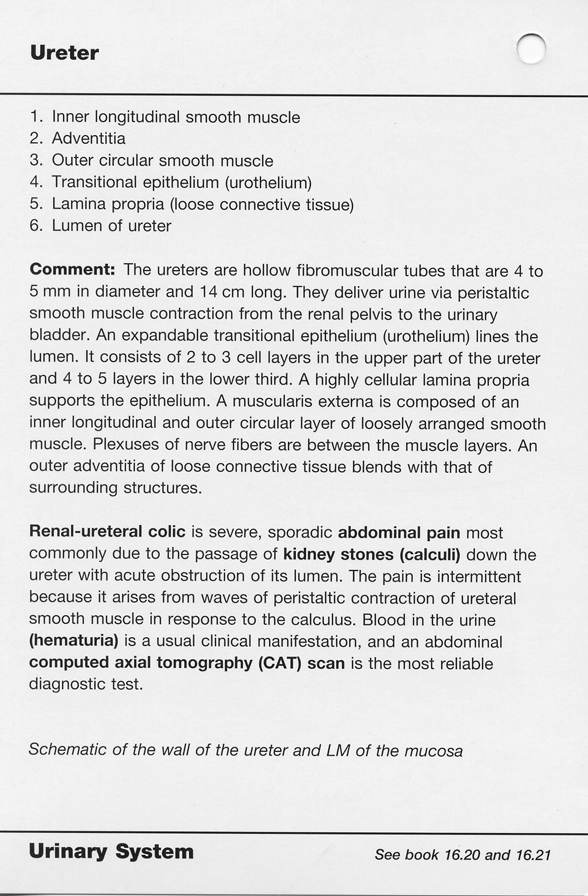 Ureter
1. Inner longitudinal smooth muscle
2. Adventitia
3. Outer circular smooth muscle
4. Transitional epithelium (urothelium)
5. Lamina propria (loose connective tissue)
6. Lumen of ureter
Comment: The ureters are hollow fibromuscular tubes that are 4 to
5 mm in diameter and 14 cm long. They deliver urine via peristaltic
smooth muscle contraction from the renal pelvis to the urinary
bladder. An expandable transitional epithelium (urothelium) lines the
lumen. It consists of 2 to 3 cell layers in the upper part of the ureter
and 4 to 5 layers in the lower third. A highly cellular lamina propria
supports the epithelium. A muscularis externa is composed of an
inner longitudinal and outer circular layer of loosely arranged smooth
muscle. Plexuses of nerve fibers are between the muscle layers. An
outer adventitia of loose connective tissue blends with that of
surrounding structures.
Renal-ureteral colic is severe, sporadic abdominal pain most
commonly due to the passage of kidney stones (calculi) down the
ureter with acute obstruction of its lumen. The pain is intermittent
because it arises from waves of peristaltic contraction of ureteral
smooth muscle in response to the calculus. Blood in the urine
(hematuria) is a usual clinical manifestation, and an abdominal
computed axial tomography (CAT) scan is the most reliable
diagnostic test.
Schematic of the wall of the ureter and LM of the mucosa
Urinary System
See book 16.20 and 16.21